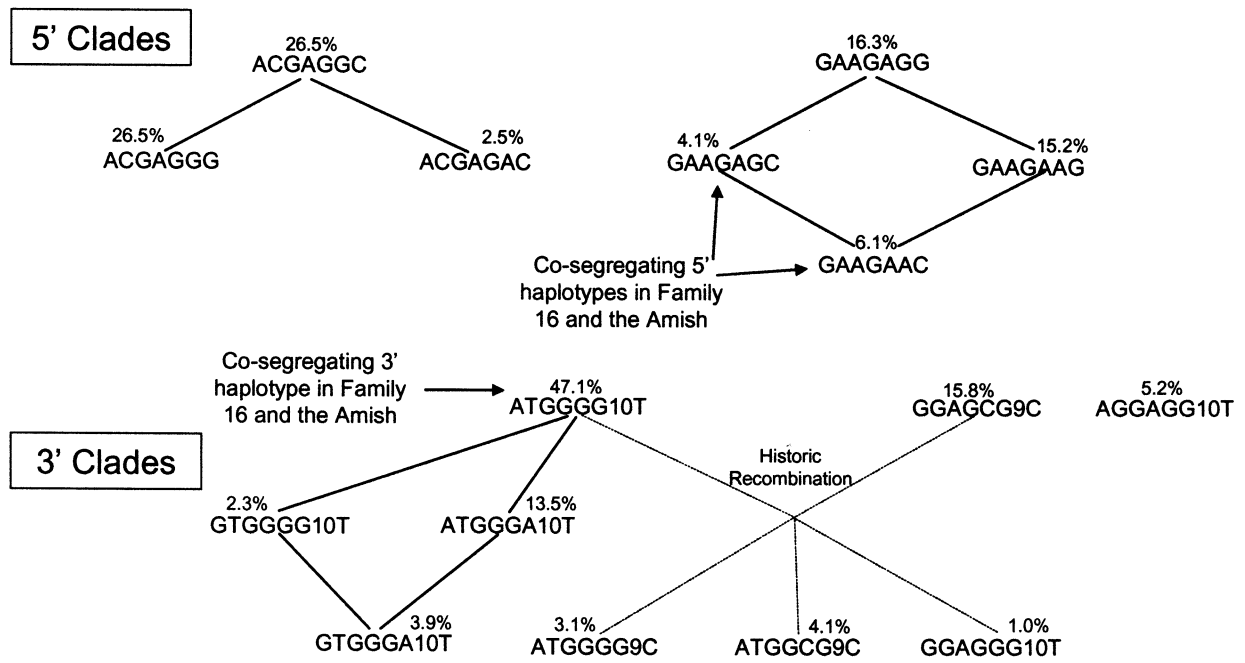 5’ Clades
26.5%
ACGAGGC
26.5%
ACGAGGG
2.5%
ACGAGAC
16.3%
GAAGAGG
4.1%
GAAGAGC
15.2%
GAAGAAG
6.1%
GAAGAAC
Co-segregating 5’
haplotypes in Family
16 and the Amish
Co-segregating 3’
haplotype in Family
16 and the Amish
47.1%
ATGGGG10T
15.8%
GGAGCG9C
5.2%
AGGAGG10T
3’ Clades
Historic
Recombination
2.3%
GTGGGG10T
13.5%
ATGGGA10T
3.9%
GTGGGA10T
3.1%
ATGGGG9C
4.1%
ATGGCG9C
1.0%
GGAGGG10T